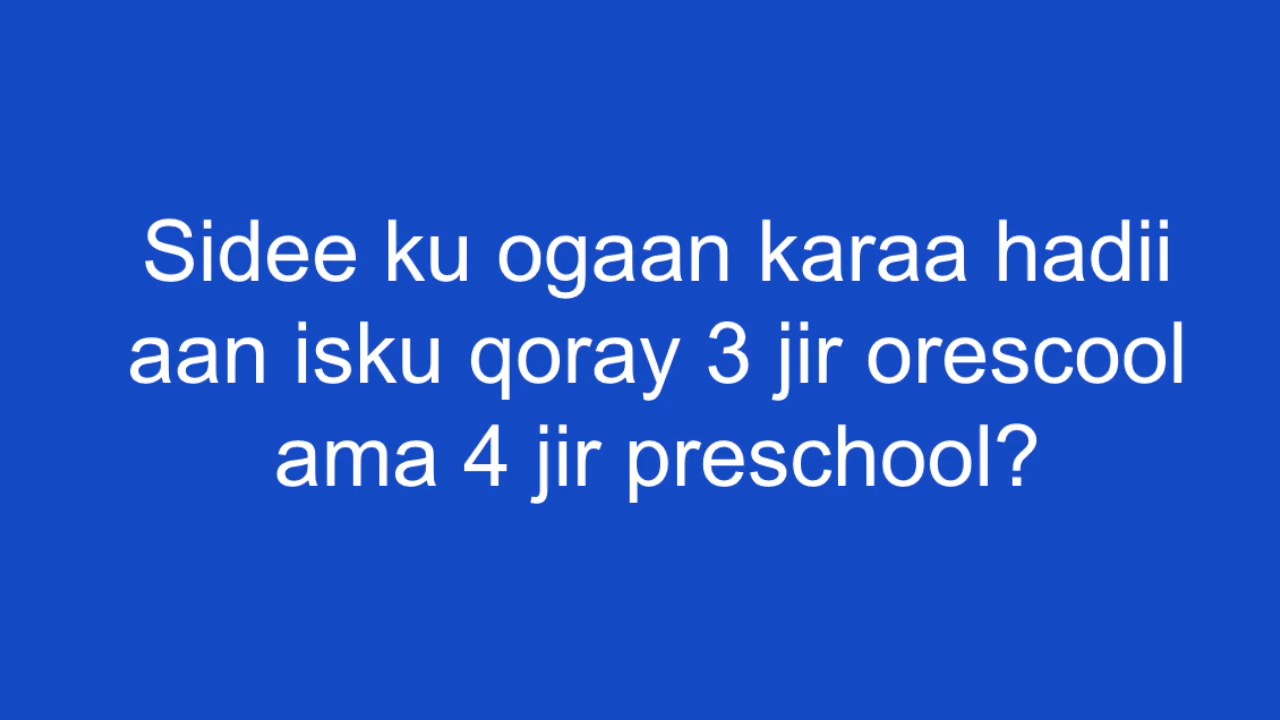 Sidee ku ogaan karaa hadii
aan isku qoray 3 jir orescool
ama 4 jir preschool?